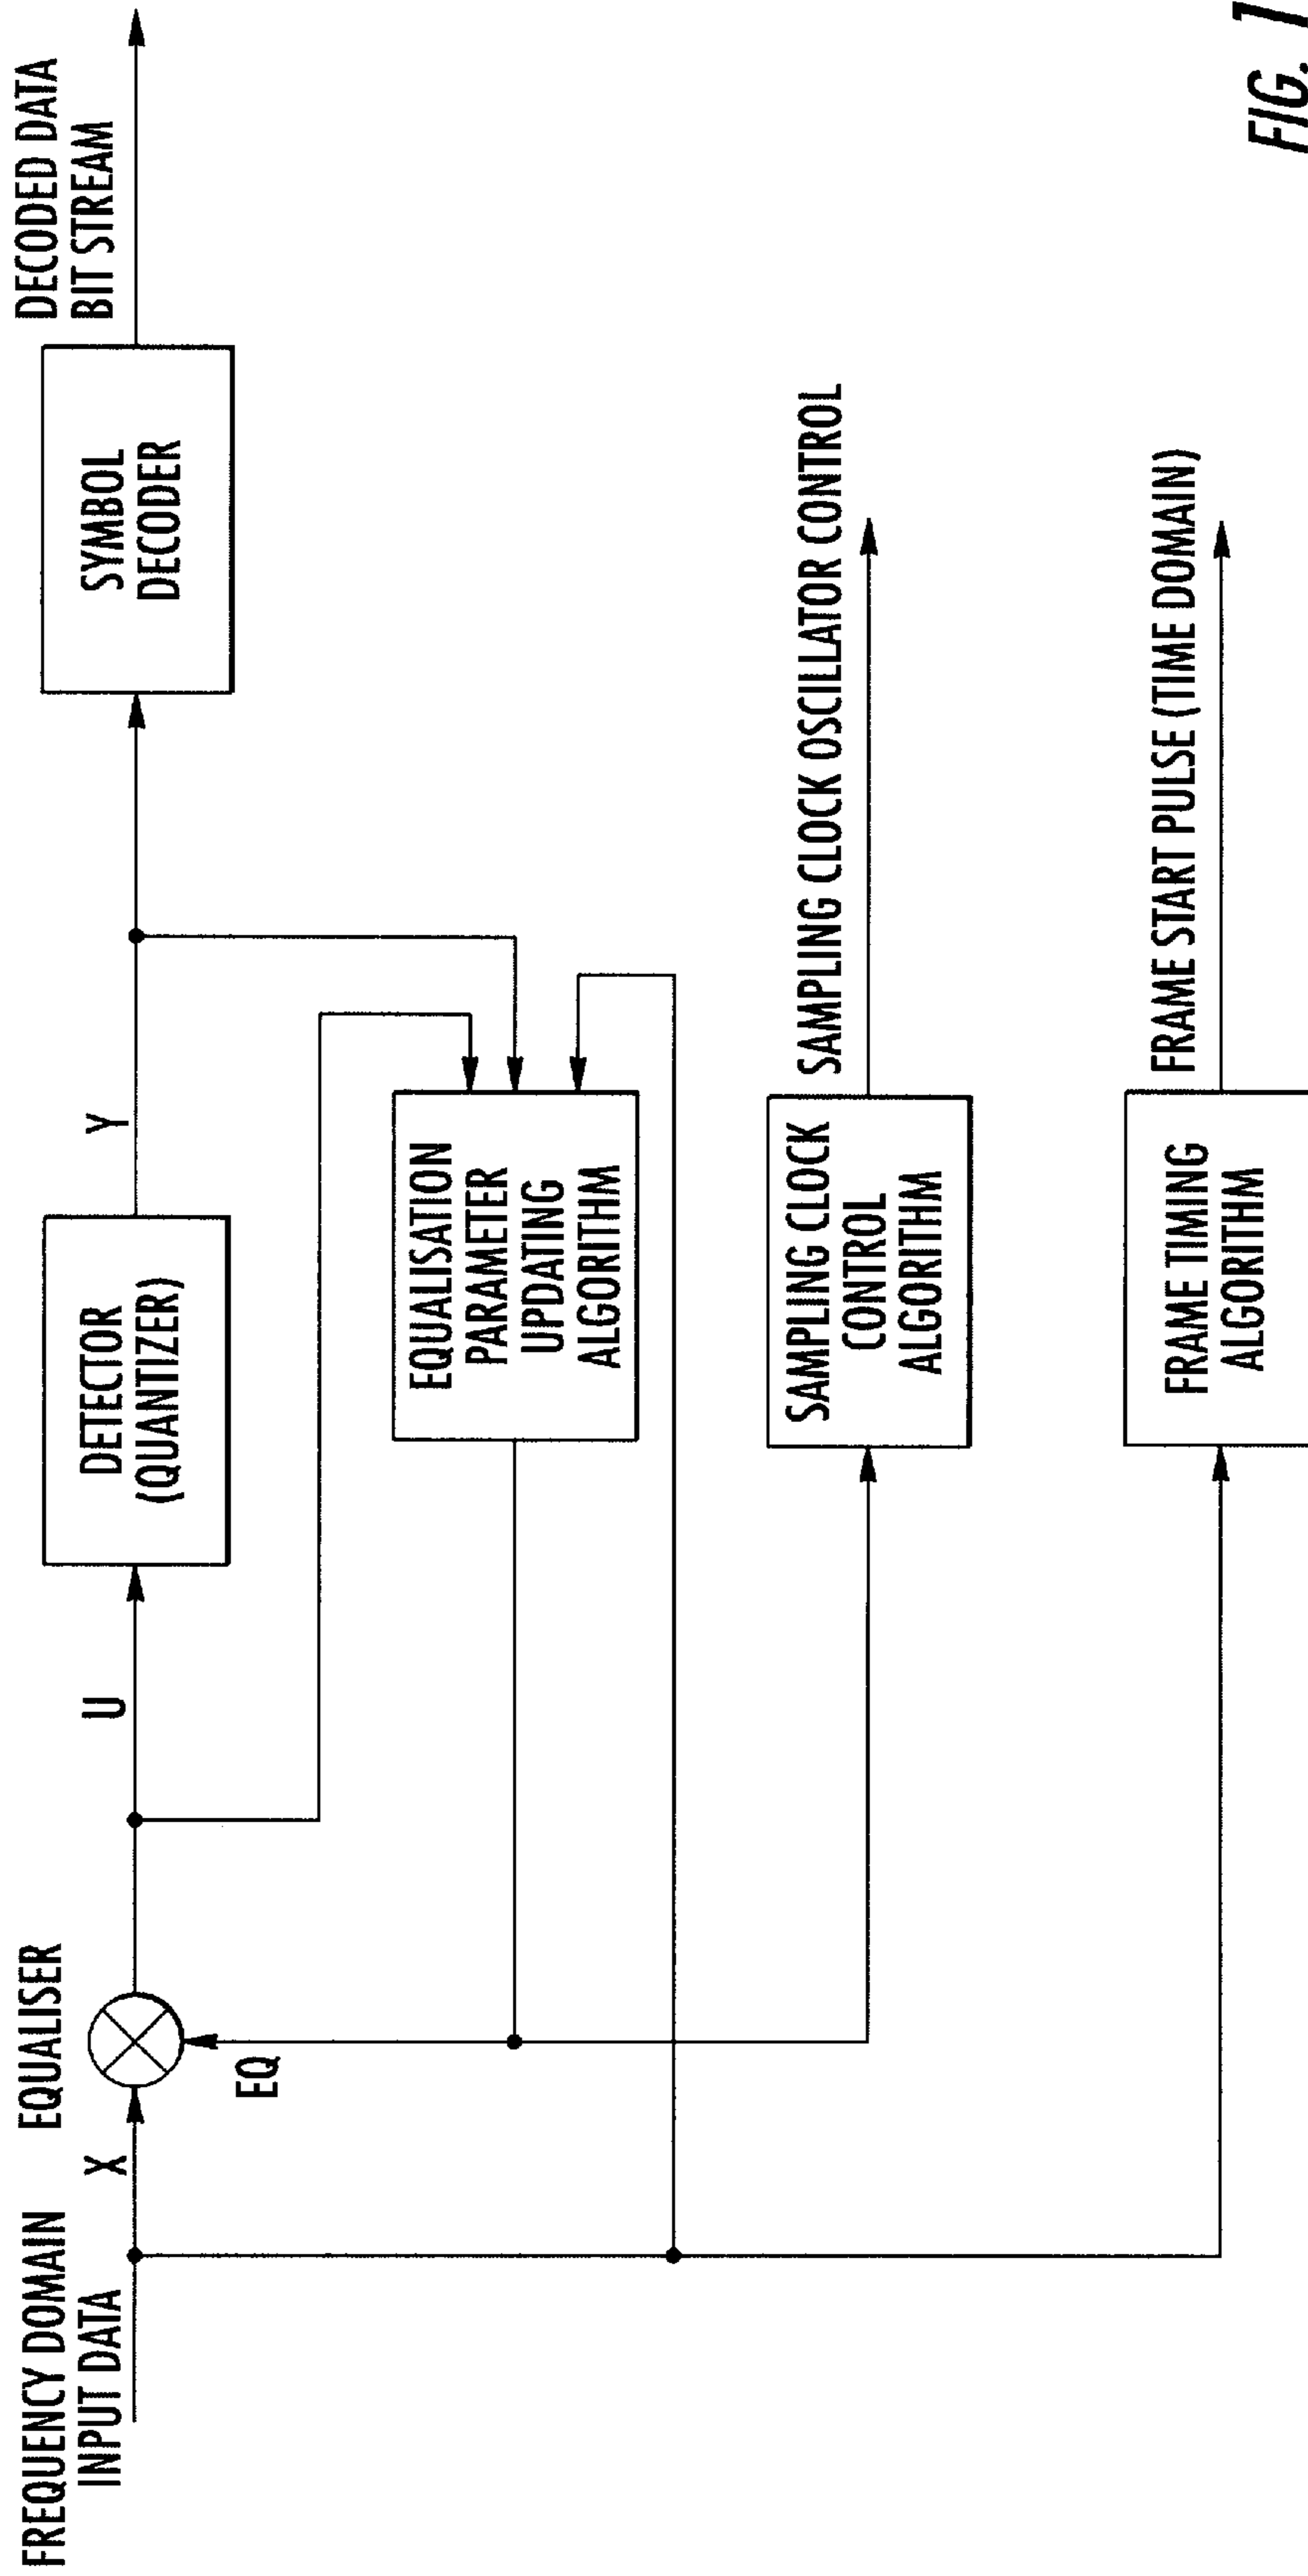 FREQUENCY DOMAIN
INPUT DATA
X
EQUALISER
EQ
U
DETECTOR
(QUANTIZER)
Y
SYMBOL
DECODER
DECODED DATA
BIT STREAM
EQUALISATION
PARAMETER
UPDATING
ALGORITHM
SAMPLING CLOCK
CONTROL
ALGORITHM
SAMPLING CLOCK OSCILLATOR CONTROL
FRAME TIMING
ALGORITHM
FRAME START PULSE (TIME DOMAIN)
FIG. 1